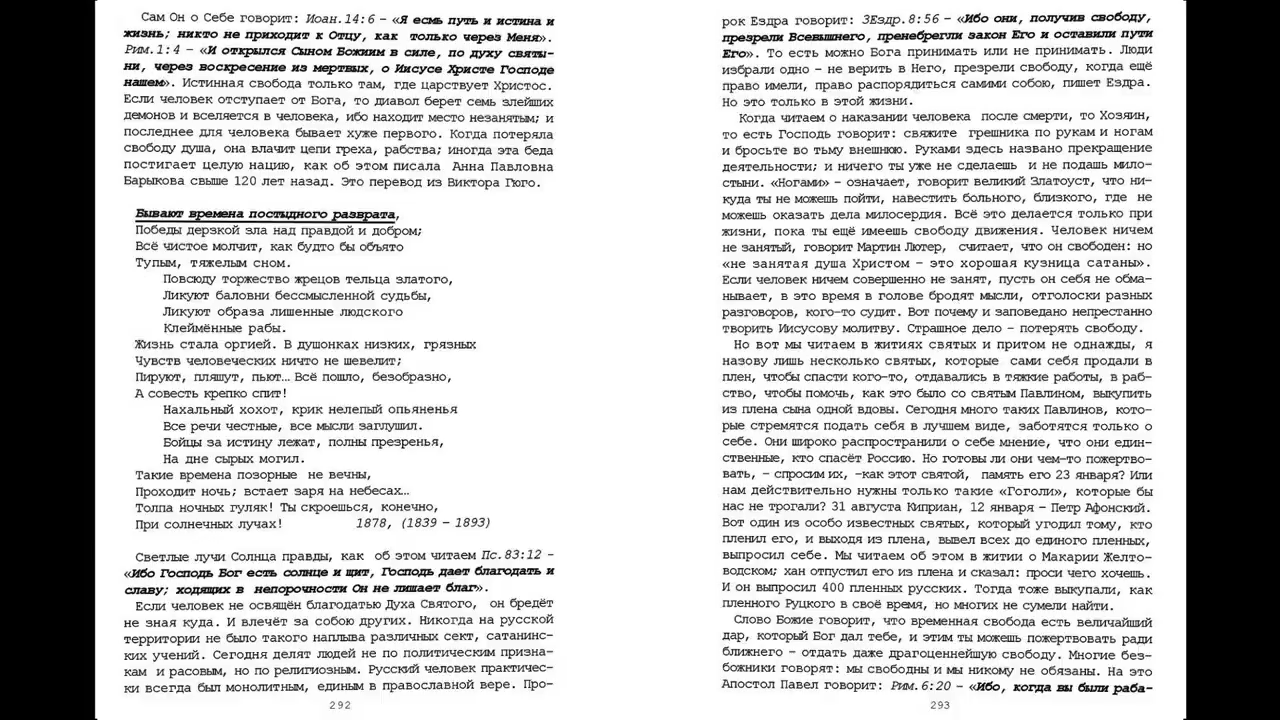 Сам Он о Себе говорит: Иоан.14:6 – «Я есмь путь и истина и
жизнь; никто не приходит к Отцу, как только через Меня».
Рим.1:4 – «И открылся Сыном Божиим в силе, по духу святы-
ни, через воскресение из мертвых, о Иисусе Христе Господе
нашем». Истинная свобода только там, где царствует Христос.
Если человек отступает от Бога, то диавол берет семь злейших
демонов и вселяется в человека, ибо находит место незанятым; и
последнее для человека бывает хуже первого. Когда потеряла
свободу душа, она влачит цепи греха, рабства; иногда эта беда
постигает целую нацию, как об этом писала Анна Павловна
Барыкова свыше 120 лет назад. Это перевод из Виктора Гюго.
Бывают времена постыдного разврата,
Победы дерзкой зла над правдой и добром;
Всё чистое молчит, как будто бы объято
Тупым, тяжелым сном.
Повсюду торжество жрецов тельца златого,
Ликуют баловни бессмысленной судьбы,
Ликуют образа лишенные людского
Клеймённые рабы.
Жизнь стала оргией. В душонках низких, грязных
Чувств человеческих ничто не шевелит;
Пируют, пляшут, пьют… Всё пошло, безобразно,
А совесть крепко спит!
Нахальный хохот, крик нелепый опьяненья
Все речи честные, все мысли заглушил.
Бойцы за истину лежат, полны презренья,
На дне сырых могил.
Такие времена позорные не вечны,
Проходит ночь; встает заря на небесах…
Толпа ночных гуляк! Ты скроешься, конечно,
При солнечных лучах! 1878, (1839 – 1893)
Светлые лучи Солнца правды, как об этом читаем Пс.83:12 –
«Ибо Господь Бог есть солнце и щит, Господь дает благодать и
славу; ходящих в непорочности Он не лишает благ».
Если человек не освящён благодатью Духа Святого, он бредёт
не зная куда. И влечёт за собою других. Никогда на русской
территории не было такого наплыва различных сект, сатанинс-
ких учений. Сегодня делят людей не по политическим призна-
кам и расовым, но по религиозным. Русский человек практичес-
ки всегда был монолитным, единым в православной вере. Про-
292
рок Ездра говорит: 3Ездр.8:56 – «Ибо они, получив свободу,
презрели Всевышнего, пренебрегли закон Его и оставили пути
Его». То есть можно Бога принимать или не принимать. Люди
избрали одно – не верить в Него, презрели свободу, когда ещё
право имели, право распорядиться самими собою, пишет Ездра.
Но это только в этой жизни.
Когда читаем о наказании человека после смерти, то Хозяин,
то есть Господь говорит: свяжите грешника по рукам и ногам
и бросьте во тьму внешнюю. Руками здесь названо прекращение
деятельности; и ничего ты уже не сделаешь и не подашь мило-
стыни. «Ногами» – означает, говорит великий Златоуст, что ни-
куда ты не можешь пойти, навестить больного, близкого, где не
можешь оказать дела милосердия. Всё это делается только при
жизни, пока ты ещё имеешь свободу движения. Человек ничем
не занятый, говорит Мартин Лютер, считает, что он свободен: но
«не занятая душа Христом – это хорошая кузница сатаны».
Если человек ничем совершенно не занят, пусть он себя не обма-
нывает, в это время в голове бродят мысли, отголоски разных
разговоров, кого-то судит. Вот почему и заповедано непрестанно
творить Иисусову молитву. Страшное дело – потерять свободу.
Но вот мы читаем в житиях святых и притом не однажды, я
назову лишь несколько святых, которые сами себя продали в
плен, чтобы спасти кого-то, отдавались в тяжкие работы, в раб-
ство, чтобы помочь, как это было со святым Павлином, выкупить
из плена сына одной вдовы. Сегодня много таких Павлинов, кото-
рые стремятся подать себя в лучшем виде, заботятся только о
себе. Они широко распространили о себе мнение, что они един-
ственные, кто спасёт Россию. Но готовы ли они чем-то пожертво-
вать, – спросим их, –как этот святой, память его 23 января? Или
нам действительно нужны только такие «Гоголи», которые бы
нас не трогали? 31 августа Киприан, 12 января – Петр Афонский.
Вот один из особо известных святых, который угодил тому, кто
пленил его, и выходя из плена, вывел всех до единого пленных,
выпросил себе. Мы читаем об этом в житии о Макарии Желто-
водском; хан отпустил его из плена и сказал: проси чего хочешь.
И он выпросил 400 пленных русских. Тогда тоже выкупали, как
пленного Руцкого в своё время, но многих не сумели найти.
Слово Божие говорит, что временная свобода есть величайший
дар, который Бог дал тебе, и этим ты можешь пожертвовать ради
ближнего – отдать даже драгоценнейшую свободу. Многие без-
божники говорят: мы свободны и мы никому не обязаны. На это
Апостол Павел говорит: Рим.6:20 – «Ибо, когда вы были раба-
293